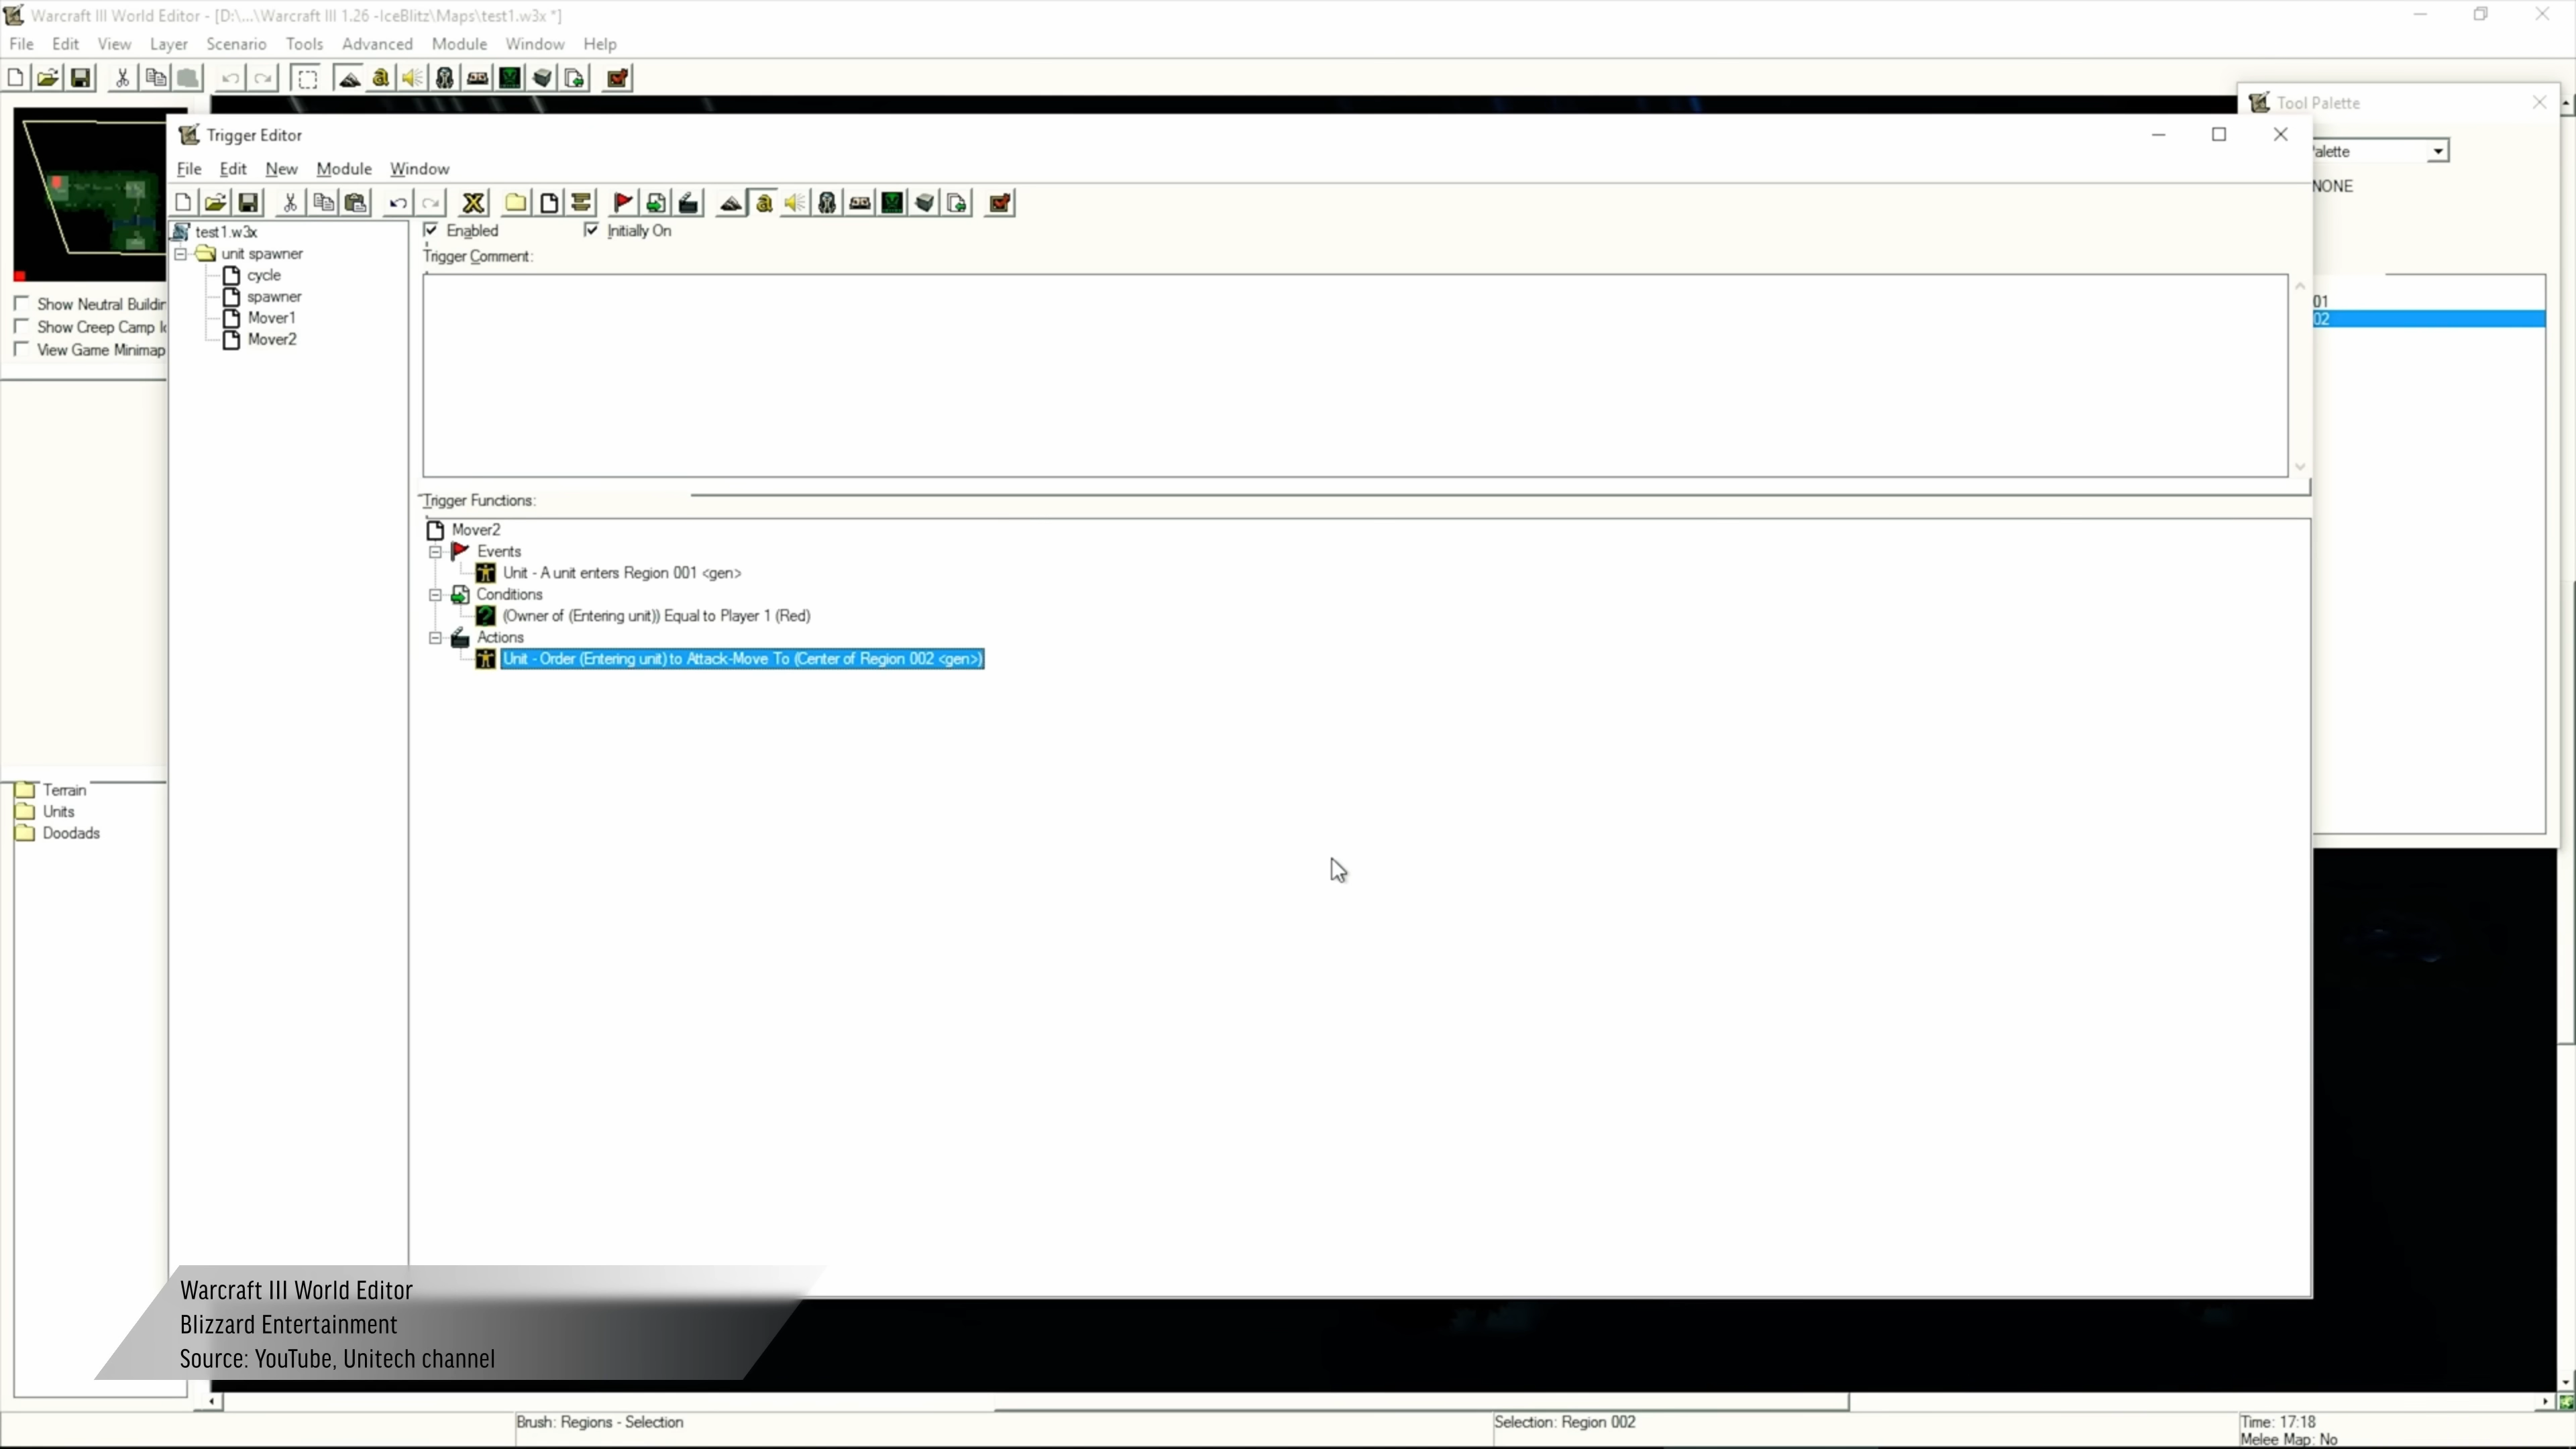 Warcraft III World Editor - [D:\...\Warcraft III 1.26 -IceBlitz\Maps\test1.w3x *]
File Edit View Layer Scenario Tools Advanced Module Window Help
Tool Palette
Trigger Editor
alette
File Edit New Module Window
NONE
test1.w3x
Enabled
Initially On
unit spawner
Trigger Comment:
cycle
spawner
Mover1
Mover2
Show Neutral Buildin
Show Creep Camp
View Game Minimap
01
02
Trigger Functions:
Mover2
Events
Unit - A unit enters Region 001 <gen>
Conditions
(Owner of (Entering unit)) Equal to Player 1 (Red)
Actions
Unit - Order (Entering unit) to Attack-Move To (Center of Region 002 <gen>)
Terrain
Units
Doodads
Warcraft III World Editor
Blizzard Entertainment
Source: YouTube, Unitech channel
Brush: Regions - Selection
Selection: Region 002
Time: 17:18
Melee Map: No